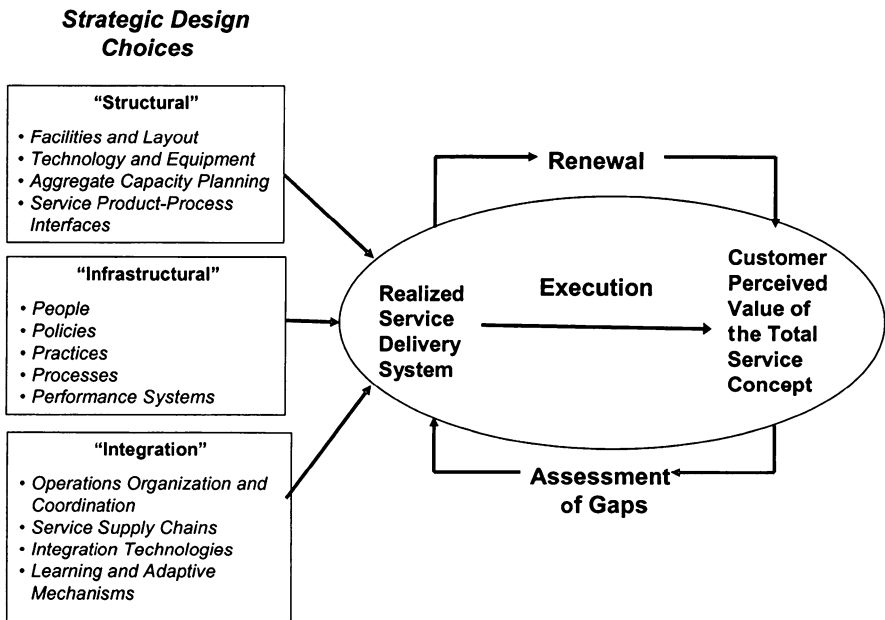 Strategic Design
Choices
“Structural”
• Facilities and Layout
• Technology and Equipment
• Aggregate Capacity Planning
• Service Product-Process
Interfaces
“Infrastructural”
• People
• Policies
• Practices
• Processes
• Performance Systems
“Integration”
• Operations Organization and
Coordination
• Service Supply Chains
• Integration Technologies
• Learning and Adaptive
Mechanisms
Renewal
Realized
Service
Delivery
System
Execution
Customer
Perceived
Value of
the Total
Service
Concept
Assessment
of Gaps